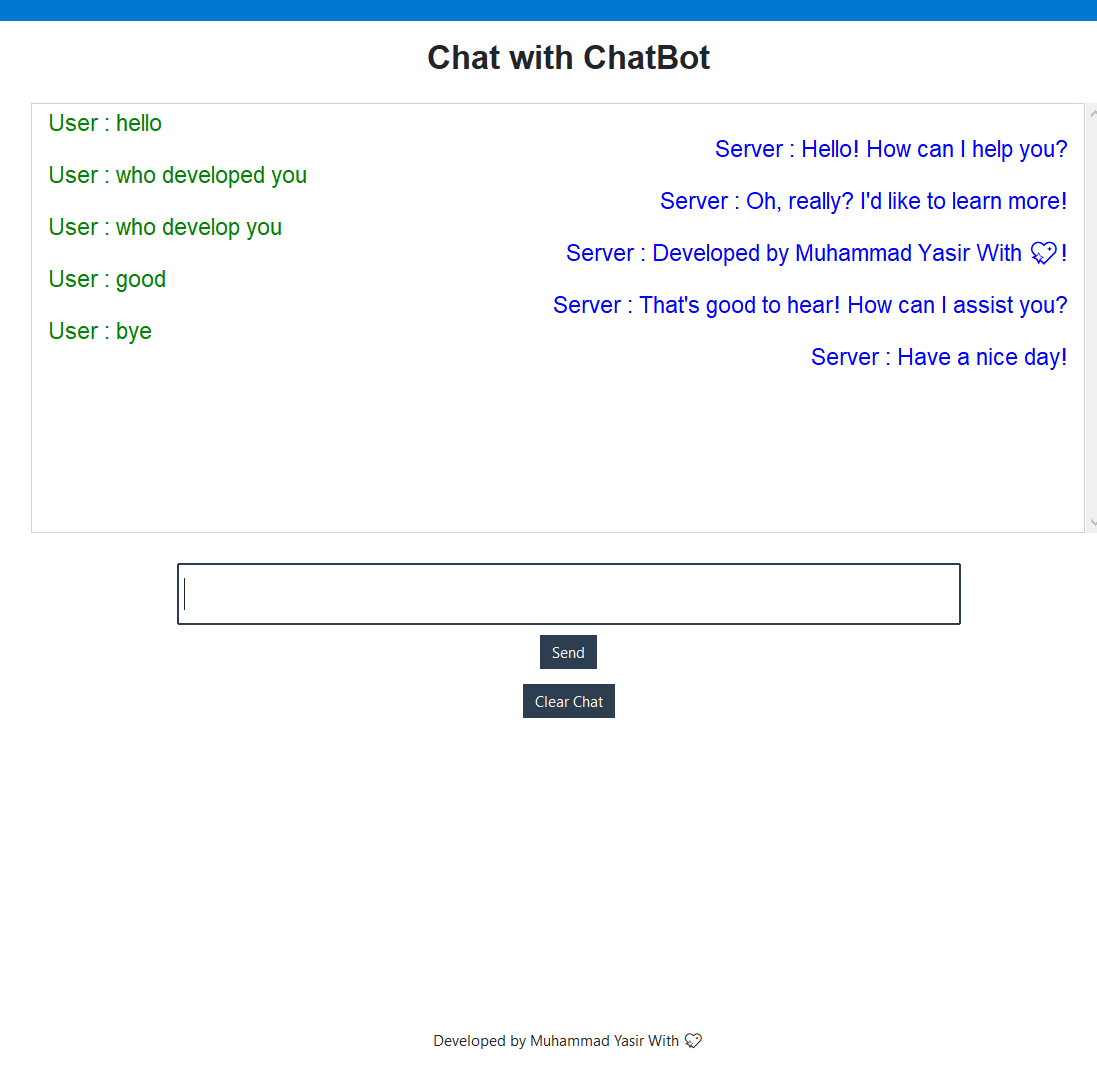 Chat with ChatBot
User : hello
Server : Hello! How can I help you?
User : who developed you
Server : Oh, really? I'd like to learn more!
User : who develop you
Server : Developed by Muhammad Yasir With 💘!
User : good
Server : That's good to hear! How can I assist you?
User : bye
Server : Have a nice day!
Send
Clear Chat
Developed by Muhammad Yasir With 💘